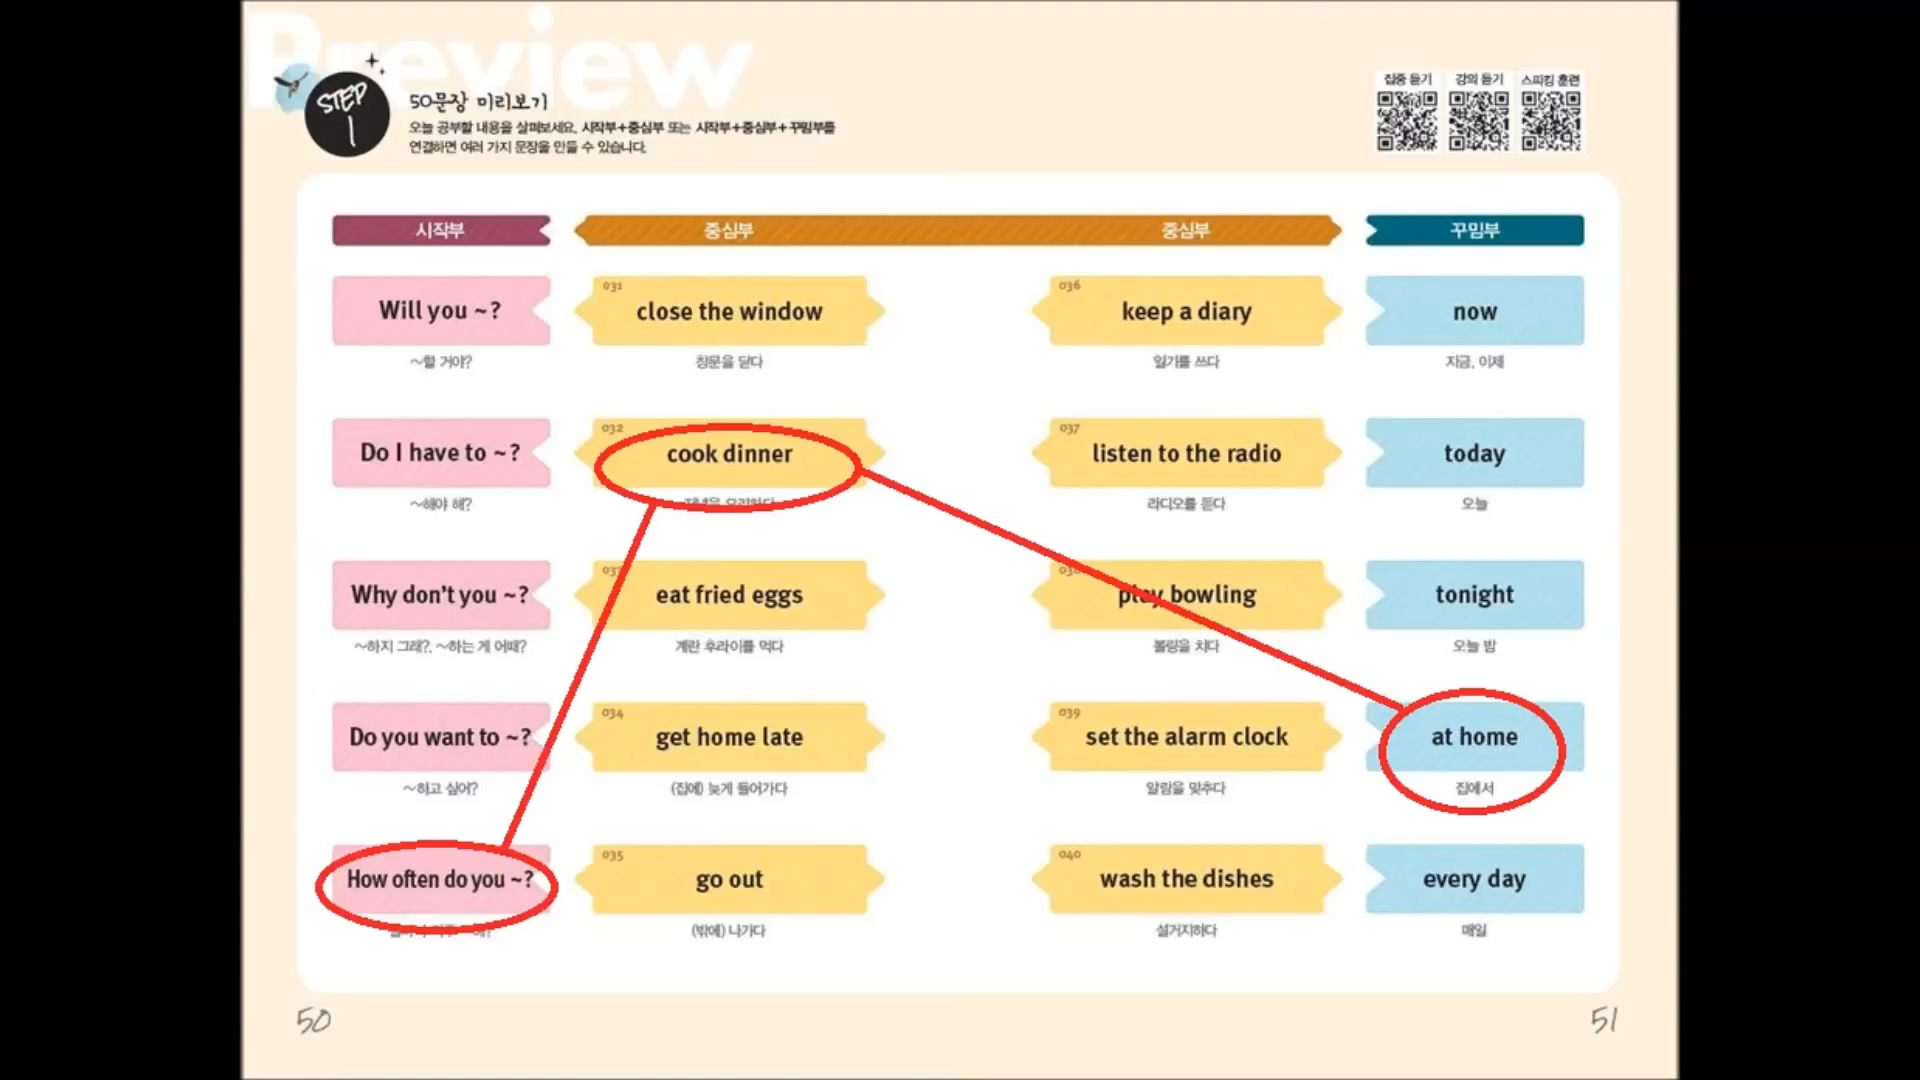 Preview
STEP
1
50문장 미리보기
오늘 공부할 내용을 살펴보세요. 시작부+중심부 또는 시작부+중심부+꾸밈부를
연결하면 여러 가지 문장을 만들 수 있습니다.
집중 듣기 강의 듣기 스피킹 훈련
시작부 중심부 중심부 꾸밈부
031 036
Will you ~? close the window keep a diary now
~할 거야? 창문을 닫다 일기를 쓰다 지금, 이제
032 037
Do I have to ~? cook dinner listen to the radio today
~해야 해? 저녁을 요리하다 라디오를 듣다 오늘
033 038
Why don't you ~? eat fried eggs play bowling tonight
~하지 그래?, ~하는 게 어때? 계란 후라이를 먹다 볼링을 치다 오늘 밤
034 039
Do you want to ~? get home late set the alarm clock at home
~하고 싶어? (집에) 늦게 들어가다 알람을 맞추다 집에서
035 040
How often do you ~? go out wash the dishes every day
(밖에) 나가다 설거지하다 매일
50 51